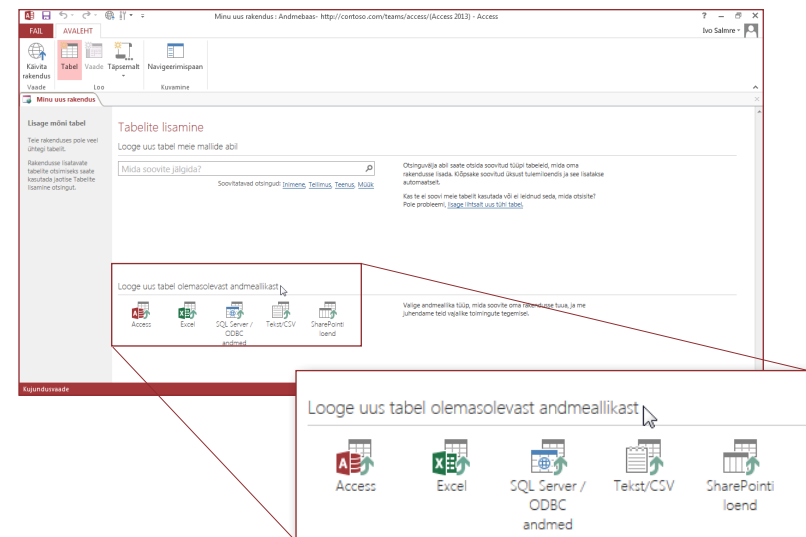 Minu uus rakendus : Andmebaas- http://contoso.com/teams/access/(Access 2013) - Access
FAIL AVALEHT
Ivo Salmre
Käivita rakendus
Tabel
Vaade
Täpsemalt
Navigeerimispaan
Vaade Loo Kuvamine
Minu uus rakendus
Lisage mõni tabel
Teie rakenduses pole veel
ühtegi tabelit.
Rakendusse lisatavate
tabelite otsimiseks saate
kasutada jaotise Tabelite
lisamine otsingut.
Tabelite lisamine
Looge uus tabel meie mallide abil
Mida soovite jälgida?
Soovitatavad otsingud: Inimene, Tellimus, Teenus, Müük
Otsinguvälja abil saate otsida soovitud tüüpi tabeleid, mida oma
rakendusse lisada. Klõpsake soovitud üksust tulemiloendis ja see lisatakse
automaatselt.
Kas te ei soovi meie tabelit kasutada või ei leidnud seda, mida otsisite?
Pole probleemi, lisage lihtsalt uus tühi tabel.
Looge uus tabel olemasolevast andmeallikast
Access
Excel
SQL Server /
ODBC
andmed
Tekst/CSV
SharePointi
loend
Valige andmeallika tüüp, mida soovite oma rakendusse tuua, ja me
juhendame teid vajalike toimingute tegemisel.
Kujundusvaade
Looge uus tabel olemasolevast andmeallikast
Access
Excel
SQL Server /
ODBC
andmed
Tekst/CSV
SharePointi
loend